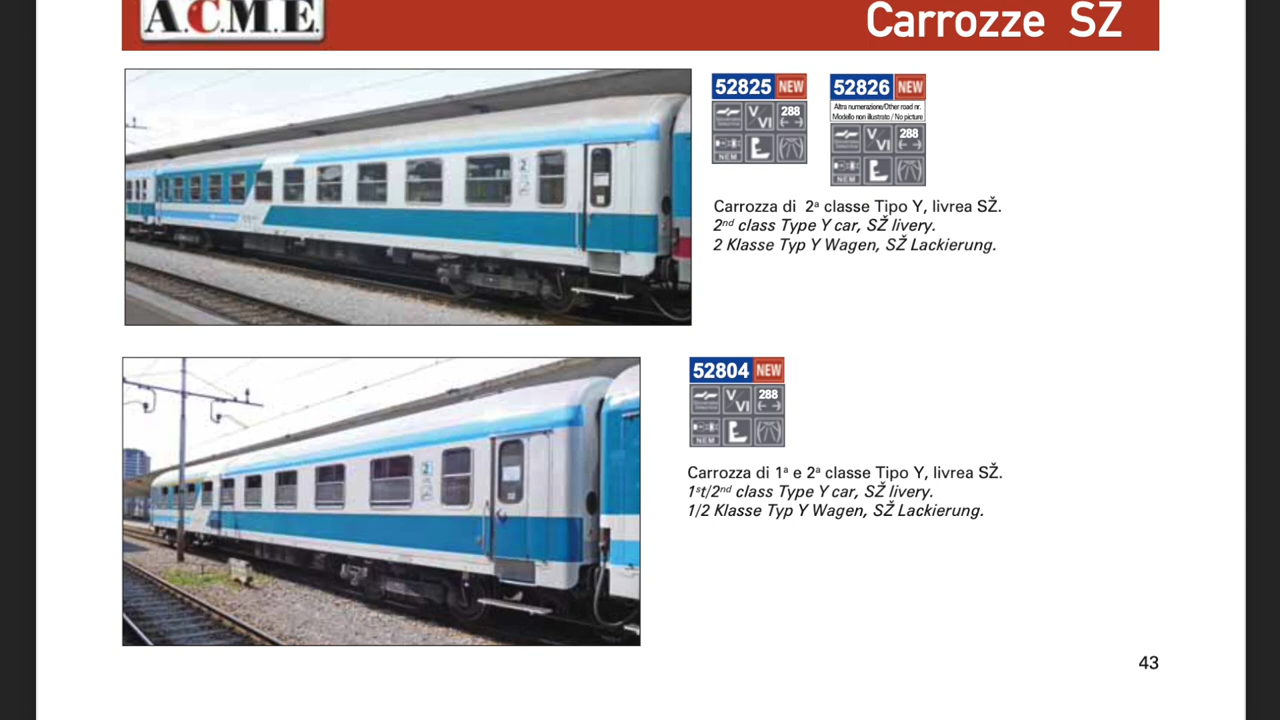 A.C.M.E.
Carrozze SŽ
52825 NEW
52826 NEW
Altra numerazione/Other road nr.
Modello non illustrato / No picture
V
VI
288
NEM
V
VI
288
NEM
Carrozza di 2ª classe Tipo Y, livrea SŽ.
2nd class Type Y car, SŽ livery.
2 Klasse Typ Y Wagen, SŽ Lackierung.
52804 NEW
V
VI
288
NEM
Carrozza di 1ª e 2ª classe Tipo Y, livrea SŽ.
1st/2nd class Type Y car, SŽ livery.
1/2 Klasse Typ Y Wagen, SŽ Lackierung.
43